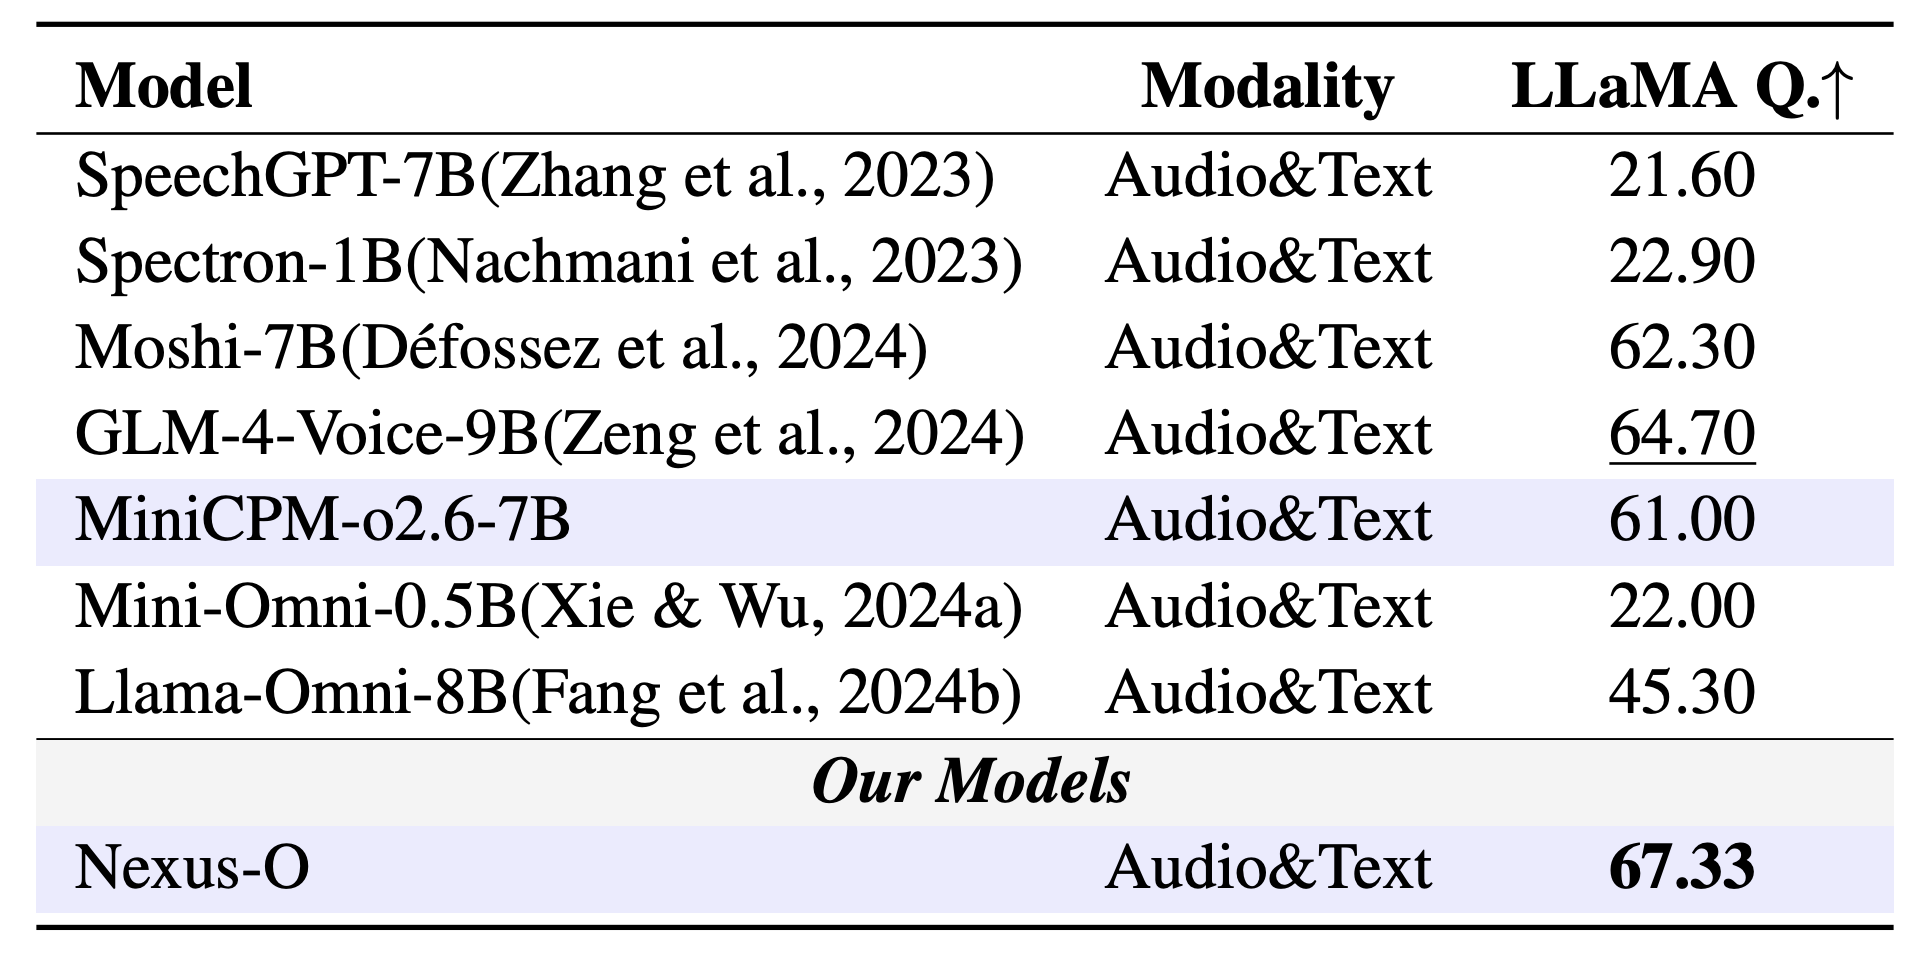 Model Modality LLaMA Q.↑
SpeechGPT-7B(Zhang et al., 2023) Audio&Text 21.60
Spectron-1B(Nachmani et al., 2023) Audio&Text 22.90
Moshi-7B(Défossez et al., 2024) Audio&Text 62.30
GLM-4-Voice-9B(Zeng et al., 2024) Audio&Text 64.70
MiniCPM-o2.6-7B Audio&Text 61.00
Mini-Omni-0.5B(Xie & Wu, 2024a) Audio&Text 22.00
Llama-Omni-8B(Fang et al., 2024b) Audio&Text 45.30
Our Models
Nexus-O Audio&Text 67.33